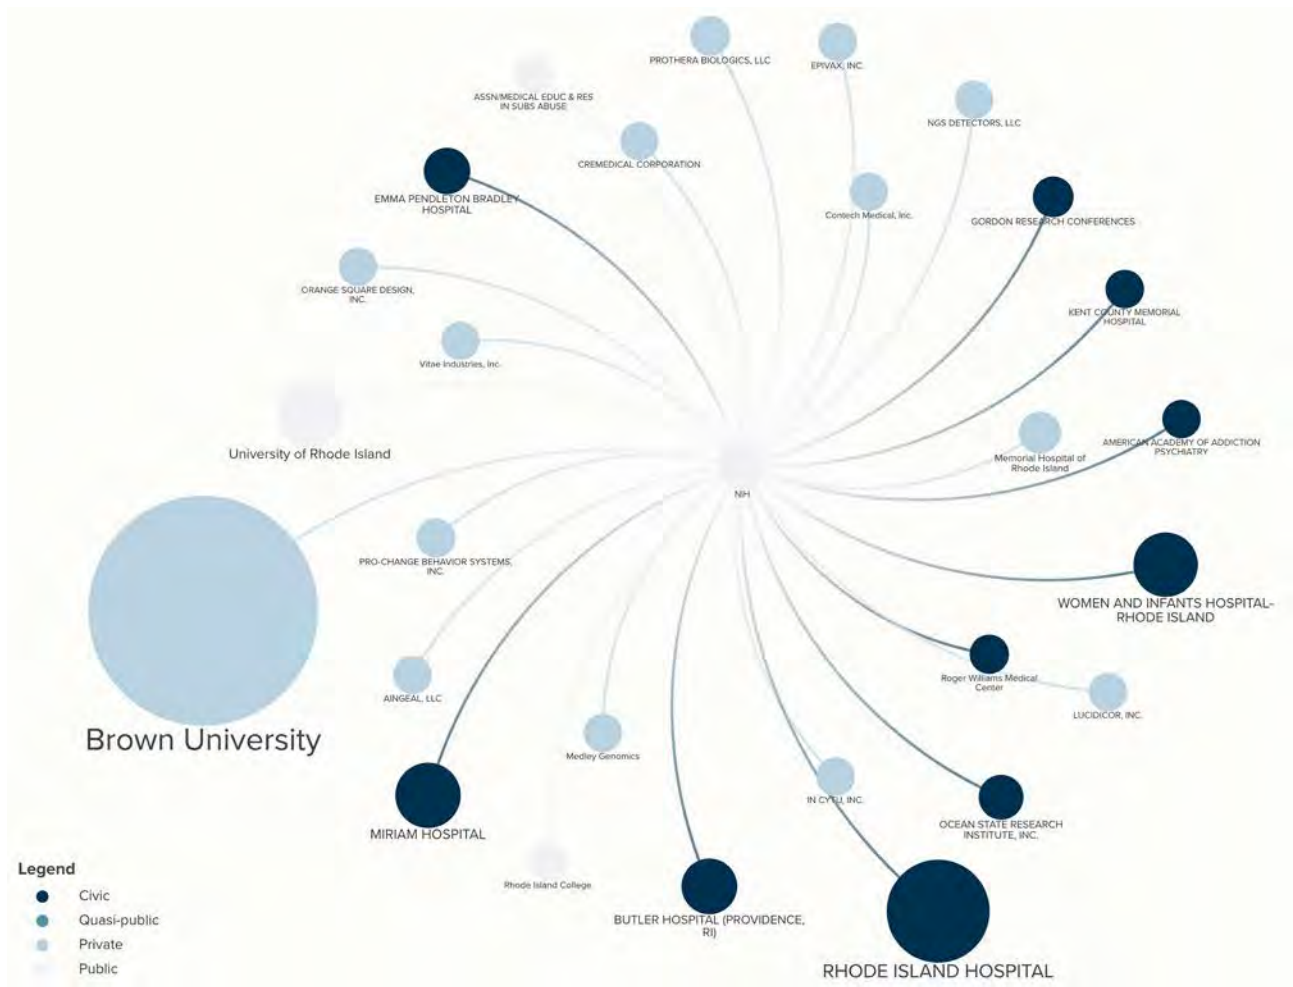 PROTHERA BIOLOGICS, LLC
EPIVAX, INC.
ASSN/MEDICAL EDUC & RES
IN SUBS ABUSE
NGS DETECTORS, LLC
CREMEDICAL CORPORATION
EMMA PENDLETON BRADLEY
HOSPITAL
Contech Medical, Inc.
GORDON RESEARCH CONFERENCES
ORANGE SQUARE DESIGN,
INC.
KENT COUNTY MEMORIAL
HOSPITAL
Vitae Industries, Inc.
University of Rhode Island
AMERICAN ACADEMY OF ADDICTION
PSYCHIATRY
Memorial Hospital of
Rhode Island
NIH
PRO-CHANGE BEHAVIOR SYSTEMS,
INC.
WOMEN AND INFANTS HOSPITAL-
RHODE ISLAND
Roger Williams Medical
Center
AINGEAL, LLC
LUCIDICOR, INC.
Brown University
Medley Genomics
IN CYTU, INC.
MIRIAM HOSPITAL
OCEAN STATE RESEARCH
INSTITUTE, INC.
Rhode Island College
BUTLER HOSPITAL (PROVIDENCE,
RI)
RHODE ISLAND HOSPITAL
Legend
Civic
Quasi-public
Private
Public